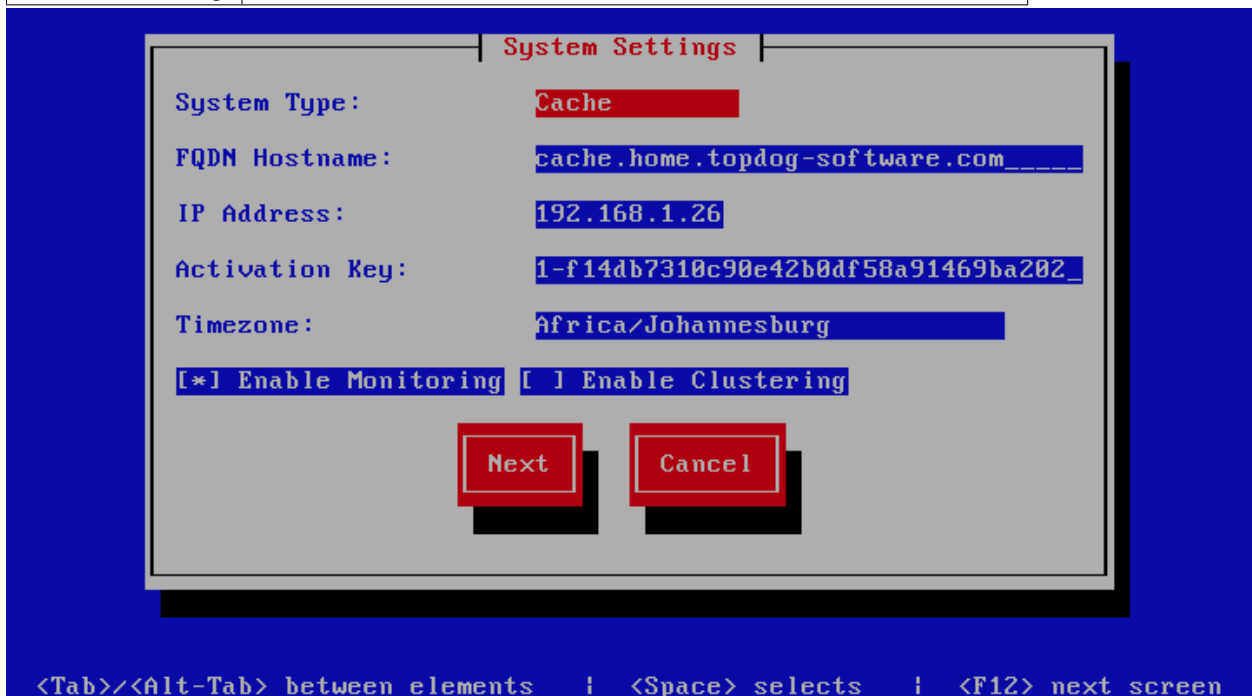 System Settings
System Type: Cache
FQDN Hostname: cache.home.topdog-software.com_____
IP Address: 192.168.1.26
Activation Key: 1-f14db7310c90e42b0df58a91469ba202_
Timezone: Africa/Johannesburg
[*] Enable Monitoring [ ] Enable Clustering
Next Cancel
<Tab>/<Alt-Tab> between elements | <Space> selects | <F12> next screen